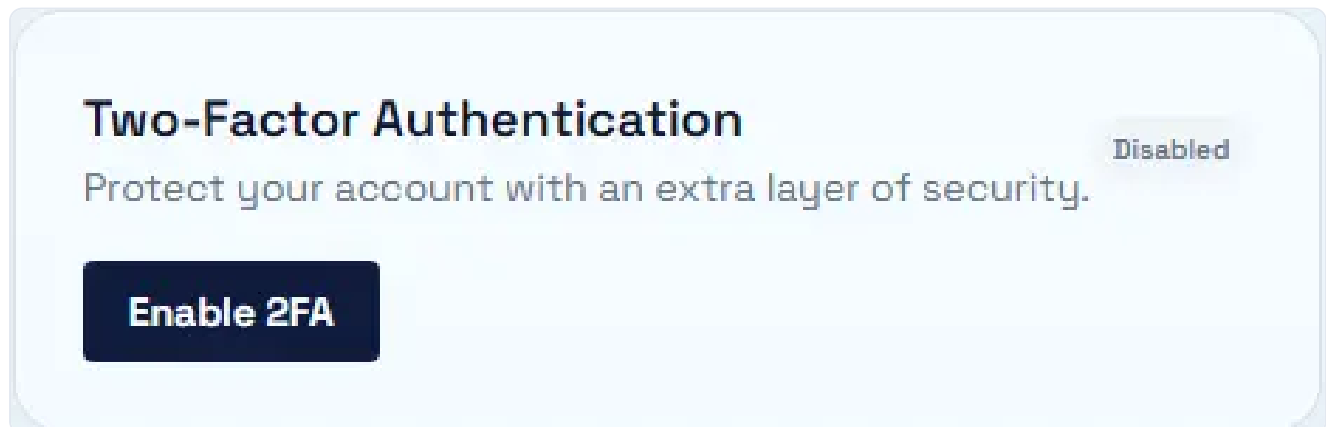 Two-Factor Authentication
Disabled
Protect your account with an extra layer of security.
Enable 2FA